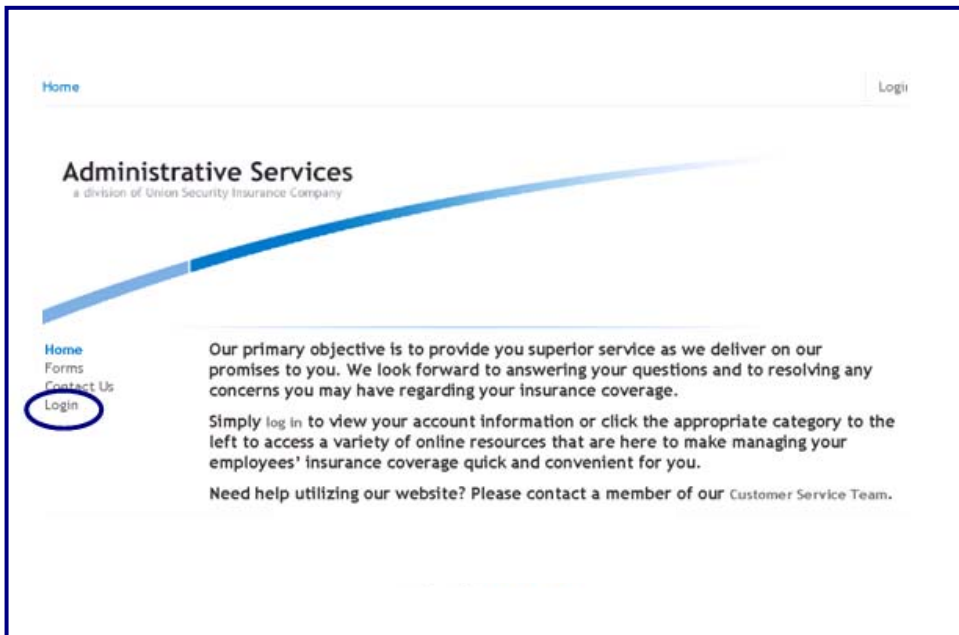 Home
Login
Administrative Services
a division of Union Security Insurance Company
Home
Forms
Contact Us
Login
Our primary objective is to provide you superior service as we deliver on our
promises to you. We look forward to answering your questions and to resolving any
concerns you may have regarding your insurance coverage.
Simply log in to view your account information or click the appropriate category to the
left to access a variety of online resources that are here to make managing your
employees’ insurance coverage quick and convenient for you.
Need help utilizing our website? Please contact a member of our Customer Service Team.